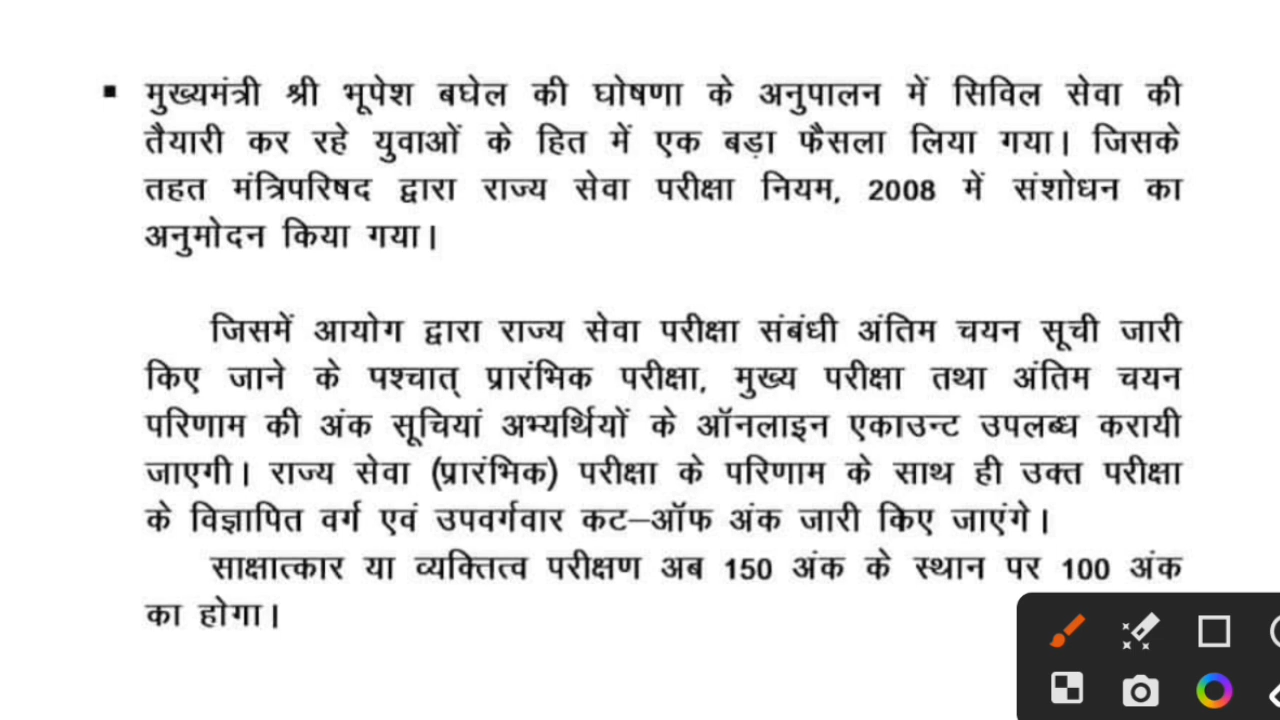 ▪ मुख्यमंत्री श्री भूपेश बघेल की घोषणा के अनुपालन में सिविल सेवा की
तैयारी कर रहे युवाओं के हित में एक बड़ा फैसला लिया गया। जिसके
तहत मंत्रिपरिषद द्वारा राज्य सेवा परीक्षा नियम, 2008 में संशोधन का
अनुमोदन किया गया।
जिसमें आयोग द्वारा राज्य सेवा परीक्षा संबंधी अंतिम चयन सूची जारी
किए जाने के पश्चात् प्रारंभिक परीक्षा, मुख्य परीक्षा तथा अंतिम चयन
परिणाम की अंक सूचियां अभ्यर्थियों के ऑनलाइन एकाउन्ट उपलब्ध करायी
जाएगी। राज्य सेवा (प्रारंभिक) परीक्षा के परिणाम के साथ ही उक्त परीक्षा
के विज्ञापित वर्ग एवं उपवर्गवार कट–ऑफ अंक जारी किए जाएंगे।
साक्षात्कार या व्यक्तित्व परीक्षण अब 150 अंक के स्थान पर 100 अंक
का होगा।